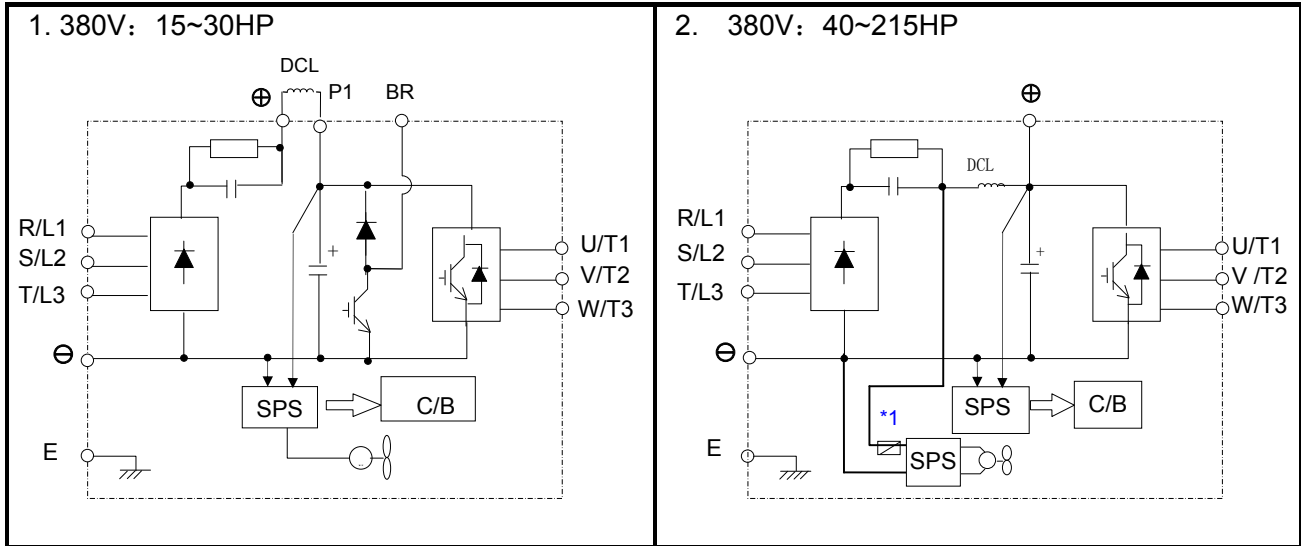 1. 380V：15~30HP
DCL
⊕
P1
BR
R/L1
S/L2
T/L3
+
U/T1
V/T2
W/T3
⊖
SPS
C/B
E
2. 380V：40~215HP
⊕
DCL
R/L1
S/L2
T/L3
+
U/T1
V /T2
W/T3
⊖
SPS
C/B
*1
E
SPS